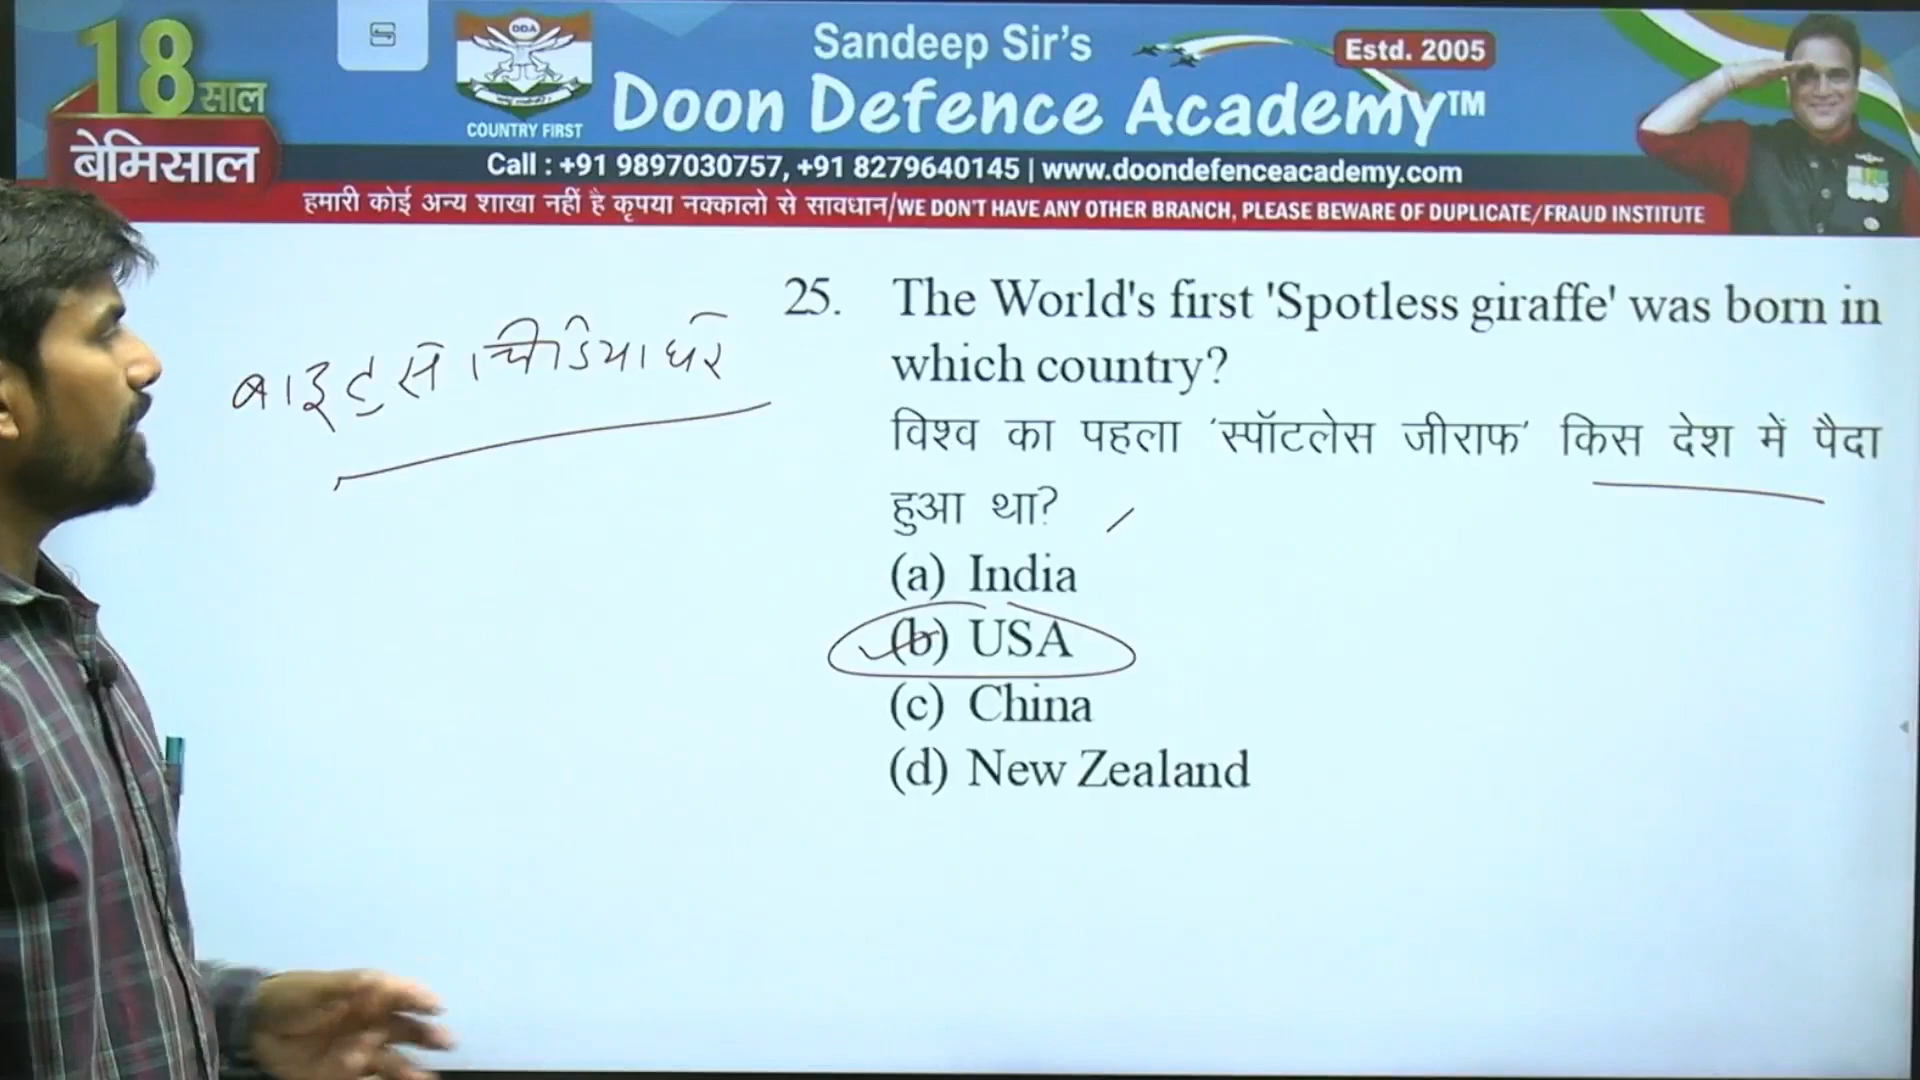 18 साल
बेमिसाल
DDA
COUNTRY FIRST
Sandeep Sir's
Estd. 2005
Doon Defence Academy™
Call : +91 9897030757, +91 8279640145 | www.doondefenceacademy.com
हमारी कोई अन्य शाखा नहीं है कृपया नक्कालो से सावधान/WE DON'T HAVE ANY OTHER BRANCH, PLEASE BEWARE OF DUPLICATE/FRAUD INSTITUTE
चिडियाघर
25. The World's first 'Spotless giraffe' was born in
which country?
विश्व का पहला 'स्पॉटलेस जीराफ' किस देश में पैदा
हुआ था?
(a) India
(b) USA
(c) China
(d) New Zealand